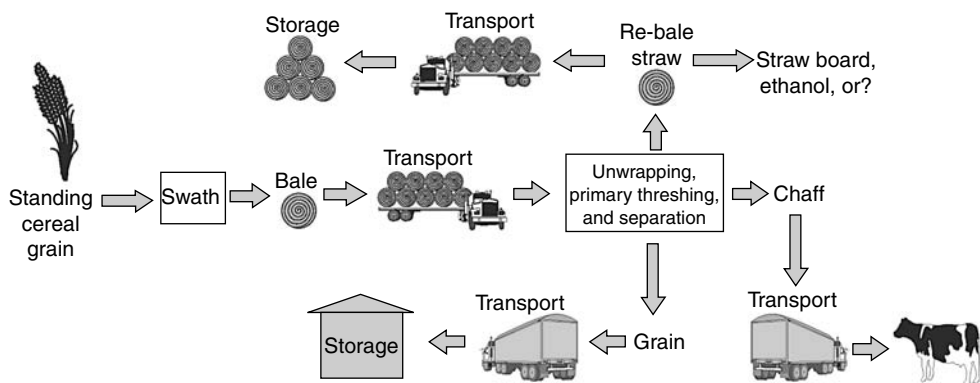 Storage
Transport
Re-bale
straw
Straw board,
ethanol, or?
Standing
cereal
grain
Swath
Bale
Transport
Unwrapping,
primary threshing,
and separation
Chaff
Storage
Transport
Grain
Transport